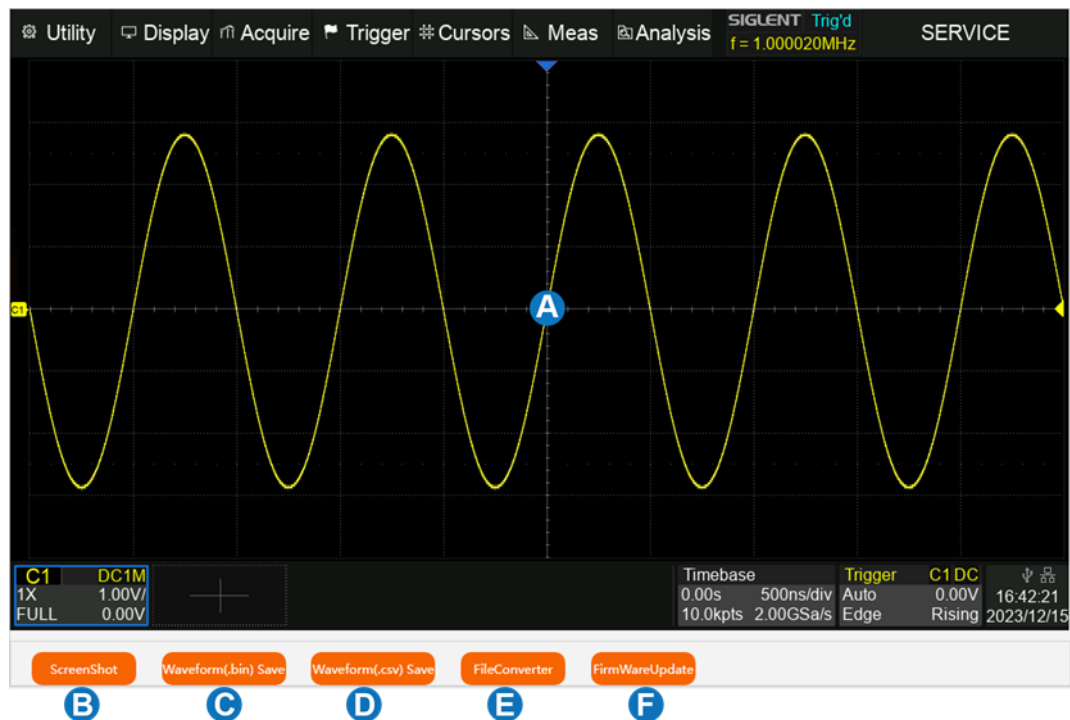 Utility Display Acquire Trigger Cursors Meas Analysis SIGLENT Trig'd SERVICE
f = 1.000020MHz
C1
A
C1 DC1M
1X 1.00V/
FULL 0.00V
Timebase
0.00s 500ns/div
10.0kpts 2.00GSa/s
Trigger C1 DC
Auto 0.00V
Edge Rising
16:42:21
2023/12/15
ScreenShot Waveform(.bin) Save Waveform(.csv) Save FileConverter FirmWareUpdate
B C D E F